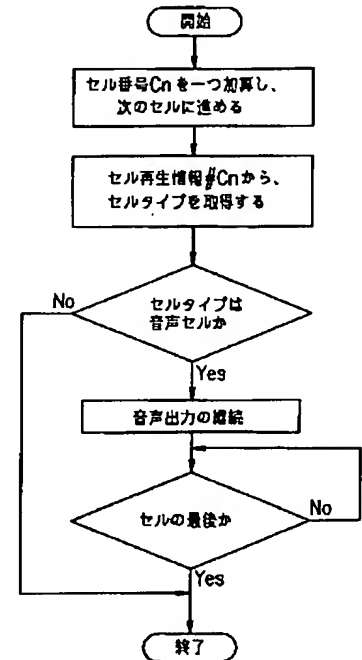 開始
セル番号Cnを一つ加算し、
次のセルに進める
セル再生情報#Cnから、
セルタイプを取得する
No
セルタイプは
音声セルか
Yes
音声出力の継続
セルの最後か
No
Yes
終了